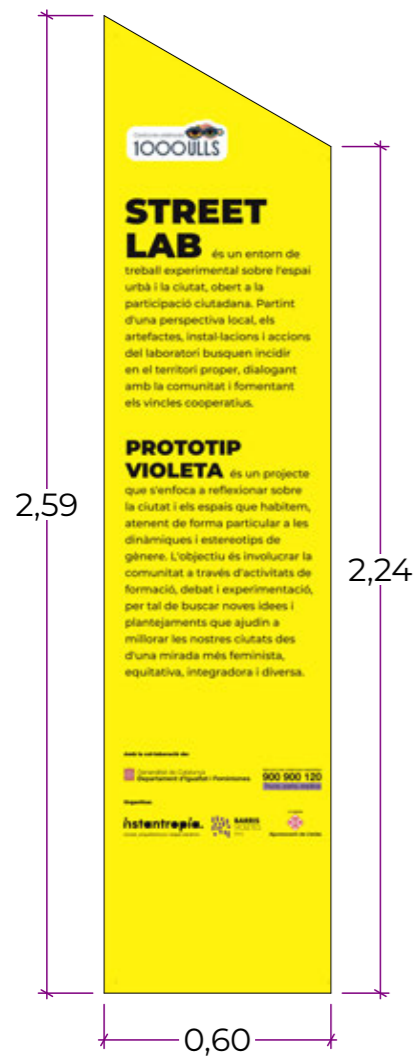 2,59
2,24
0,60
1000ULLS
STREET
LAB és un entorn de
treball experimental sobre l'espai
urbà i la ciutat, obert a la
participació ciutadana. Partint
d'una perspectiva local, els
artefactes, instal·lacions i accions
del laboratori busquen incidir
en el territori proper, dialogant
amb la comunitat i fomentant
els vincles cooperatius.
PROTOTIP
VIOLETA és un projecte
que s'enfoca a reflexionar sobre
la ciutat i els espais que habitem,
atenent de forma particular a les
dinàmiques i estereotips de
gènere. L'objectiu és involucrar la
comunitat a través d'activitats de
formació, debat i experimentació,
per tal de buscar noves idees i
plantejaments que ajudin a
millorar les nostres ciutats des
d'una mirada més feminista,
equitativa, integradora i diversa.
Amb la col·laboració de:
Generalitat de Catalunya
Departament d'Igualtat i Feminismes
900 900 120
Organitza:
instantropía.
BARRIS